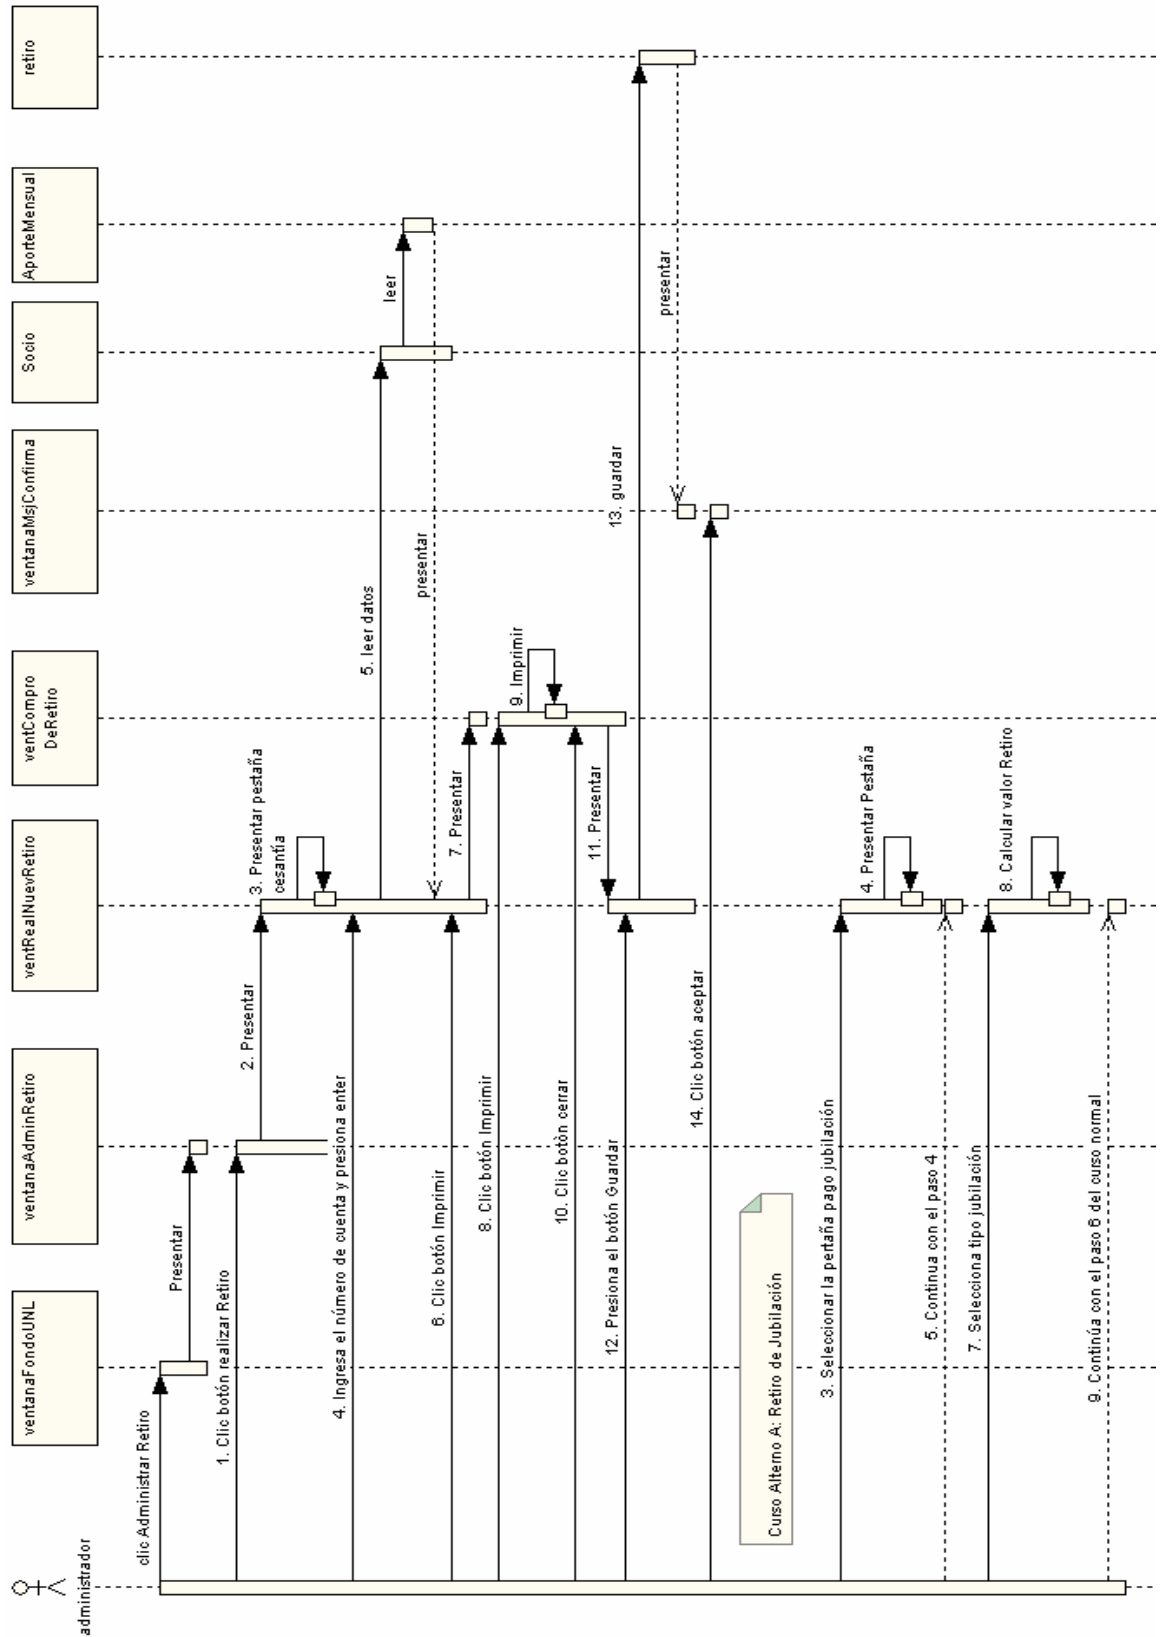 administrador
ventanaFondoUNL
ventanaAdminRetiro
ventRealNuevRetiro
ventCompro
DeRetiro
ventanaMsjConfirma
Socio
AporteMensual
retiro
clic Administrar Retiro
Presentar
1. Clic botón realizar Retiro
2. Presentar
3. Presentar pestaña
cesantía
4. Ingresa el número de cuenta y presiona enter
5. leer datos
leer
presentar
6. Clic botón Imprimir
7. Presentar
8. Clic botón Imprimir
9. Imprimir
10. Clic botòn cerrar
11. Presentar
12. Presiona el botón Guardar
13. guardar
presentar
14. Clic botón aceptar
Curso Alterno A: Retiro de Jubilación
3. Seleccionar la pertaña pago jubilación
4. Presentar Pestaña
5. Continua con el paso 4
7. Selecciona tipo jubilación
8. Calcular valor Retiro
9. Continúa con el paso 6 del curso normal